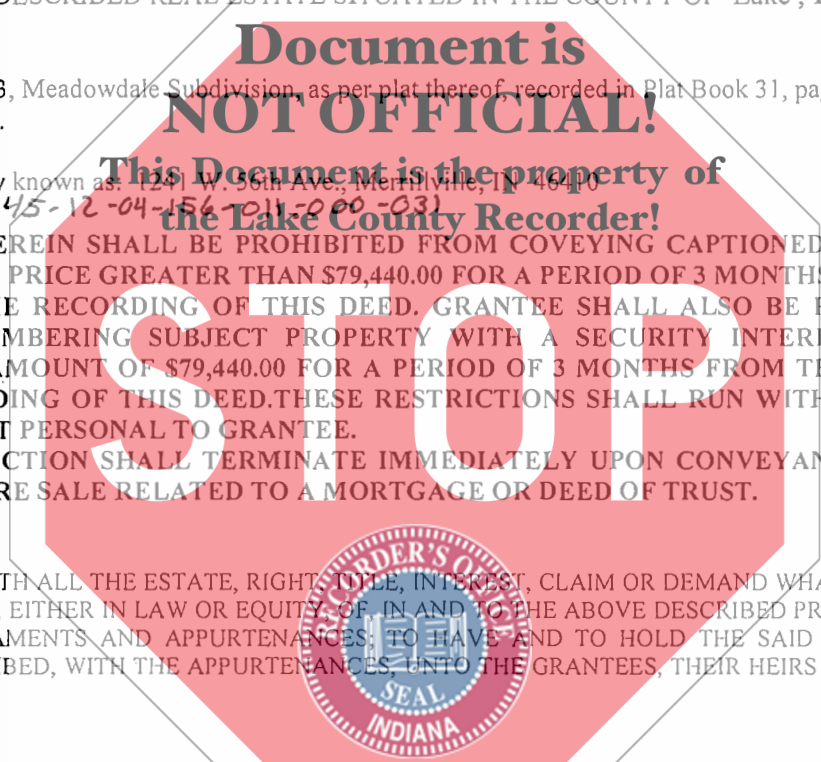 DESCRIBED REAL ESTATE SITUATED IN THE COUNTY OF "Lake",
Document is
, Meadowdale Subdivision, as per plat thereof, recorded in Plat Book 31,
NOT OFFICIAL!
This Document is the property of
known as: 1241 W. 56th Ave., Merrillville, IN 46410
45-12-04-156-011-000-031
the Lake County Recorder!
EREIN SHALL BE PROHIBITED FROM COVEYING CAPTIONED
PRICE GREATER THAN $79,440.00 FOR A PERIOD OF 3 MONTHS
E RECORDING OF THIS DEED. GRANTEE SHALL ALSO BE
MBERING SUBJECT PROPERTY WITH A SECURITY INTER
MOUNT OF $79,440.00 FOR A PERIOD OF 3 MONTHS FROM
DING OF THIS DEED.THESE RESTRICTIONS SHALL RUN WITH
T PERSONAL TO GRANTEE.
CTION SHALL TERMINATE IMMEDIATELY UPON CONVEYAN
RE SALE RELATED TO A MORTGAGE OR DEED OF TRUST.
STOP
TH ALL THE ESTATE, RIGHT, TITLE, INTEREST, CLAIM OR DEMAND WHA
EITHER IN LAW OR EQUITY, OF, IN AND TO THE ABOVE DESCRIBED PR
AMENTS AND APPURTENANCES; TO HAVE AND TO HOLD THE SAID
BED, WITH THE APPURTENANCES, UNTO THE GRANTEES, THEIR HEIRS
RECORDER'S OFFICE
SEAL
INDIANA